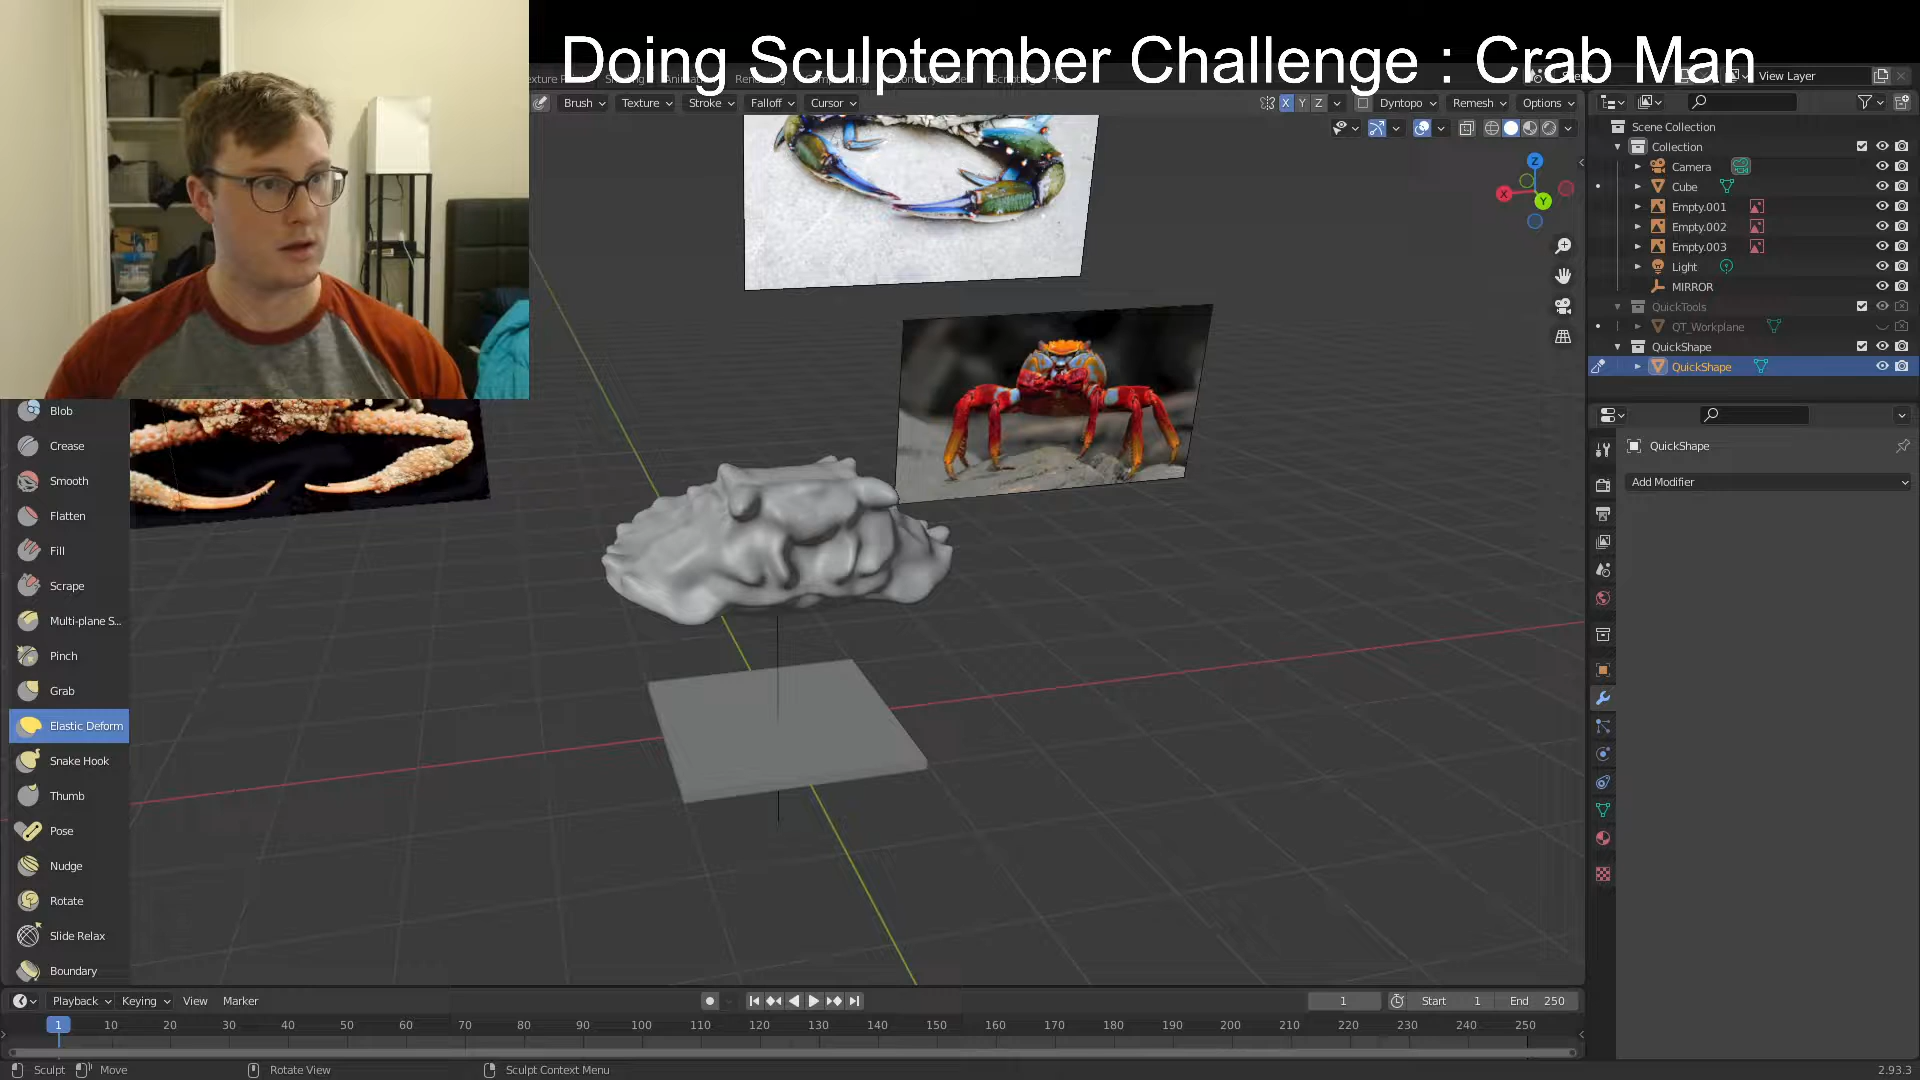 Doing Sculptember Challenge : Crab Man
View Layer
Brush
Texture
Stroke
Falloff
Cursor
X
Y
Z
Dyntopo
Remesh
Options
Scene Collection
Collection
Camera
Cube
Empty.001
Empty.002
Empty.003
Light
MIRROR
QuickTools
QT_Workplane
QuickShape
QuickShape
Z
X
Y
QuickShape
Add Modifier
Blob
Crease
Smooth
Flatten
Fill
Scrape
Multi-plane S...
Pinch
Grab
Elastic Deform
Snake Hook
Thumb
Pose
Nudge
Rotate
Slide Relax
Boundary
Playback
Keying
View
Marker
1
Start 1
End 250
1 10 20 30 40 50 60 70 80 90 100 110 120 130 140 150 160 170 180 190 200 210 220 230 240 250
Sculpt
Move
Rotate View
Sculpt Context Menu
2.93.3